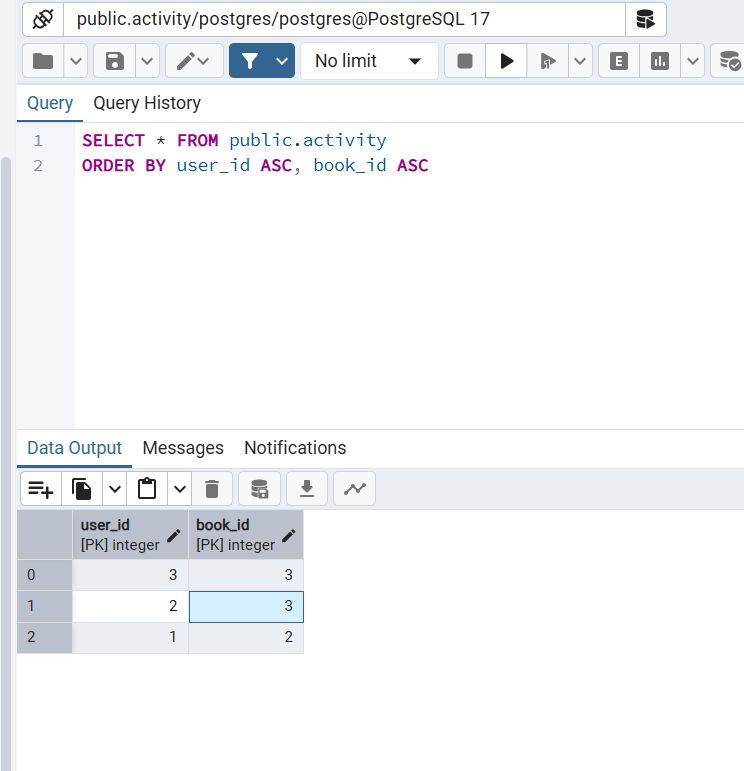 public.activity/postgres/postgres@PostgreSQL 17
No limit
E
Query Query History
1 SELECT * FROM public.activity
2 ORDER BY user_id ASC, book_id ASC
Data Output Messages Notifications
user_id book_id
[PK] integer [PK] integer
0 3 3
1 2 3
2 1 2